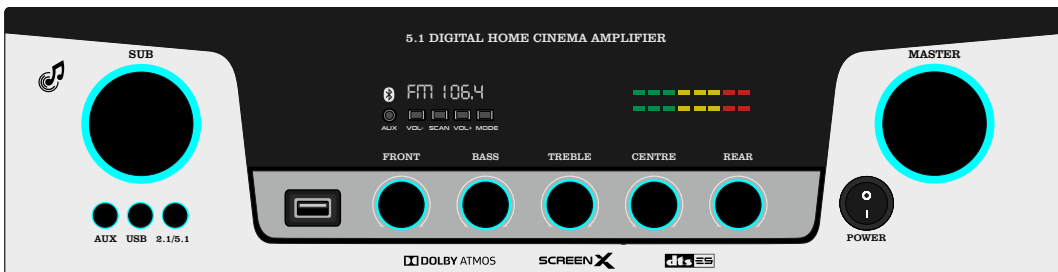 5.1 DIGITAL HOME CINEMA AMPLIFIER
SUB
MASTER
FM 106.4
AUX VOL- SCAN VOL+ MODE
FRONT BASS TREBLE CENTRE REAR
AUX USB 2.1/5.1
POWER
DOLBY ATMOS SCREEN X dts ES